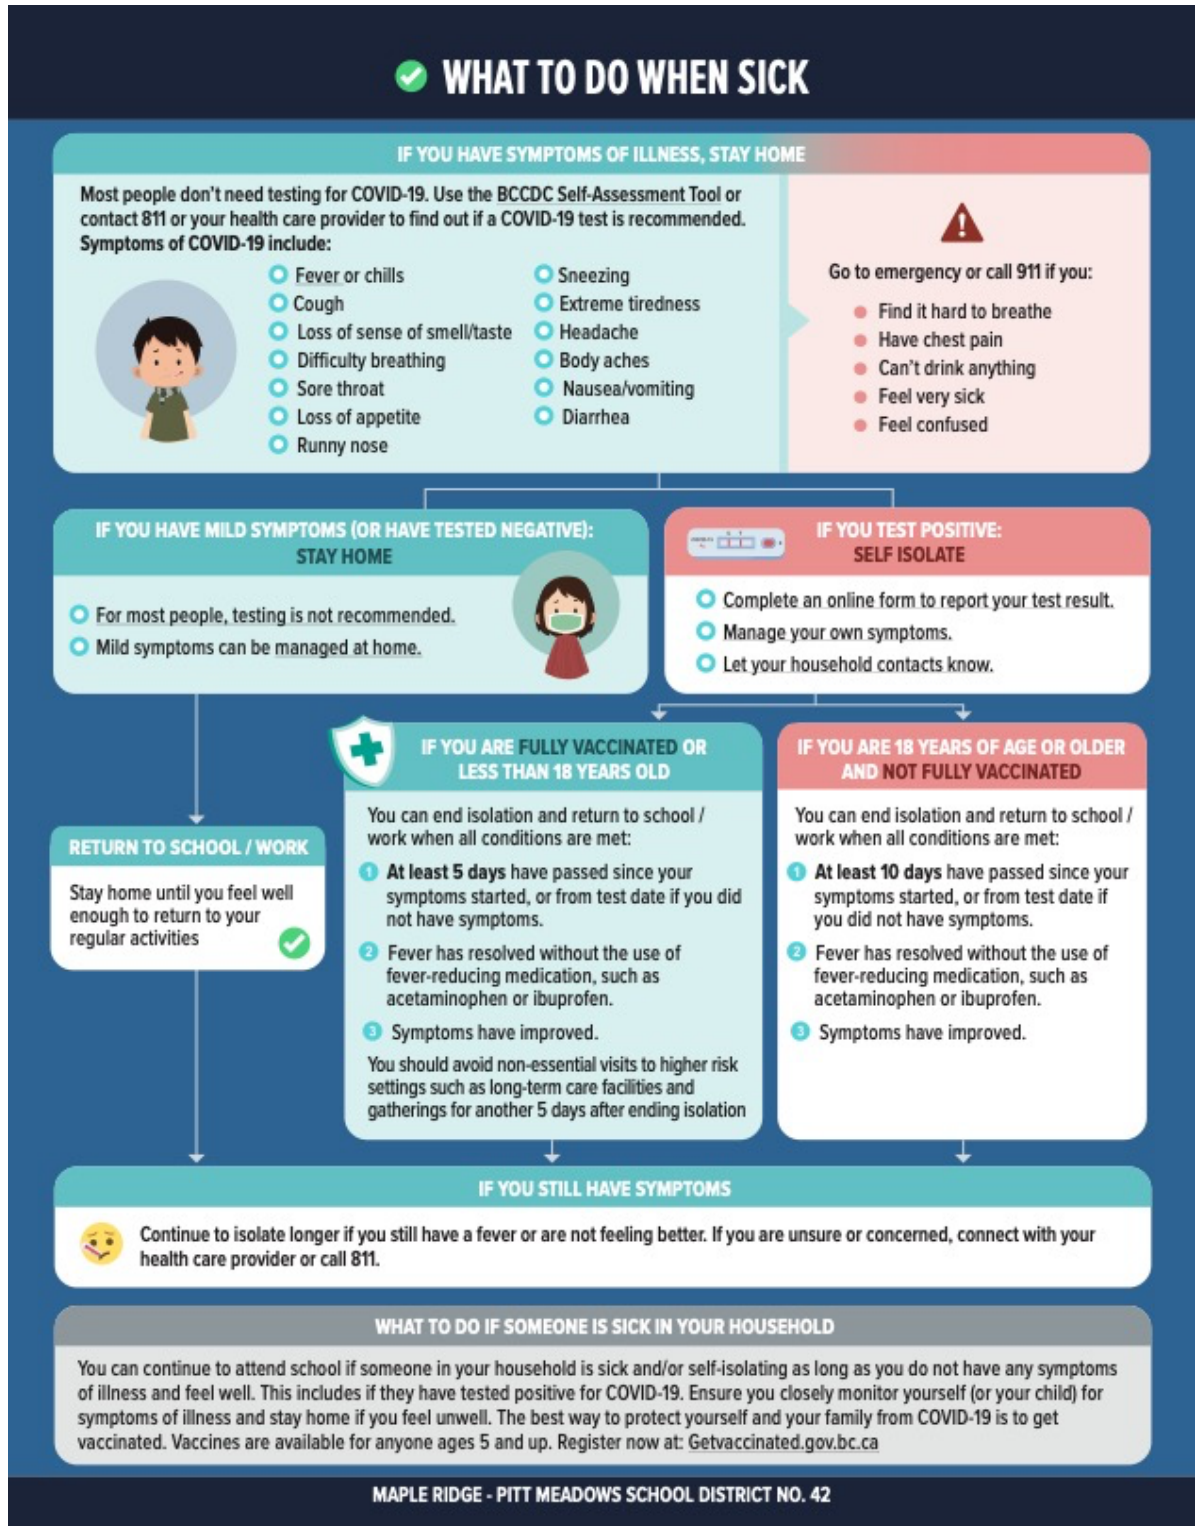 WHAT TO DO WHEN SICK
IF YOU HAVE SYMPTOMS OF ILLNESS, STAY HOME
Most people don't need testing for COVID-19. Use the BCCDC Self-Assessment Tool or
contact 811 or your health care provider to find out if a COVID-19 test is recommended.
Symptoms of COVID-19 include:
Fever or chills
Cough
Loss of sense of smell/taste
Difficulty breathing
Sore throat
Loss of appetite
Runny nose
Sneezing
Extreme tiredness
Headache
Body aches
Nausea/vomiting
Diarrhea
Go to emergency or call 911 if you:
Find it hard to breathe
Have chest pain
Can't drink anything
Feel very sick
Feel confused
IF YOU HAVE MILD SYMPTOMS (OR HAVE TESTED NEGATIVE):
STAY HOME
For most people, testing is not recommended.
Mild symptoms can be managed at home.
IF YOU TEST POSITIVE:
SELF ISOLATE
Complete an online form to report your test result.
Manage your own symptoms.
Let your household contacts know.
RETURN TO SCHOOL / WORK
Stay home until you feel well
enough to return to your
regular activities
IF YOU ARE FULLY VACCINATED OR
LESS THAN 18 YEARS OLD
You can end isolation and return to school /
work when all conditions are met:
1 At least 5 days have passed since your
symptoms started, or from test date if you did
not have symptoms.
2 Fever has resolved without the use of
fever-reducing medication, such as
acetaminophen or ibuprofen.
3 Symptoms have improved.
You should avoid non-essential visits to higher risk
settings such as long-term care facilities and
gatherings for another 5 days after ending isolation
IF YOU ARE 18 YEARS OF AGE OR OLDER
AND NOT FULLY VACCINATED
You can end isolation and return to school /
work when all conditions are met:
1 At least 10 days have passed since your
symptoms started, or from test date if
you did not have symptoms.
2 Fever has resolved without the use of
fever-reducing medication, such as
acetaminophen or ibuprofen.
3 Symptoms have improved.
IF YOU STILL HAVE SYMPTOMS
Continue to isolate longer if you still have a fever or are not feeling better. If you are unsure or concerned, connect with your
health care provider or call 811.
WHAT TO DO IF SOMEONE IS SICK IN YOUR HOUSEHOLD
You can continue to attend school if someone in your household is sick and/or self-isolating as long as you do not have any symptoms
of illness and feel well. This includes if they have tested positive for COVID-19. Ensure you closely monitor yourself (or your child) for
symptoms of illness and stay home if you feel unwell. The best way to protect yourself and your family from COVID-19 is to get
vaccinated. Vaccines are available for anyone ages 5 and up. Register now at: Getvaccinated.gov.bc.ca
MAPLE RIDGE - PITT MEADOWS SCHOOL DISTRICT NO. 42